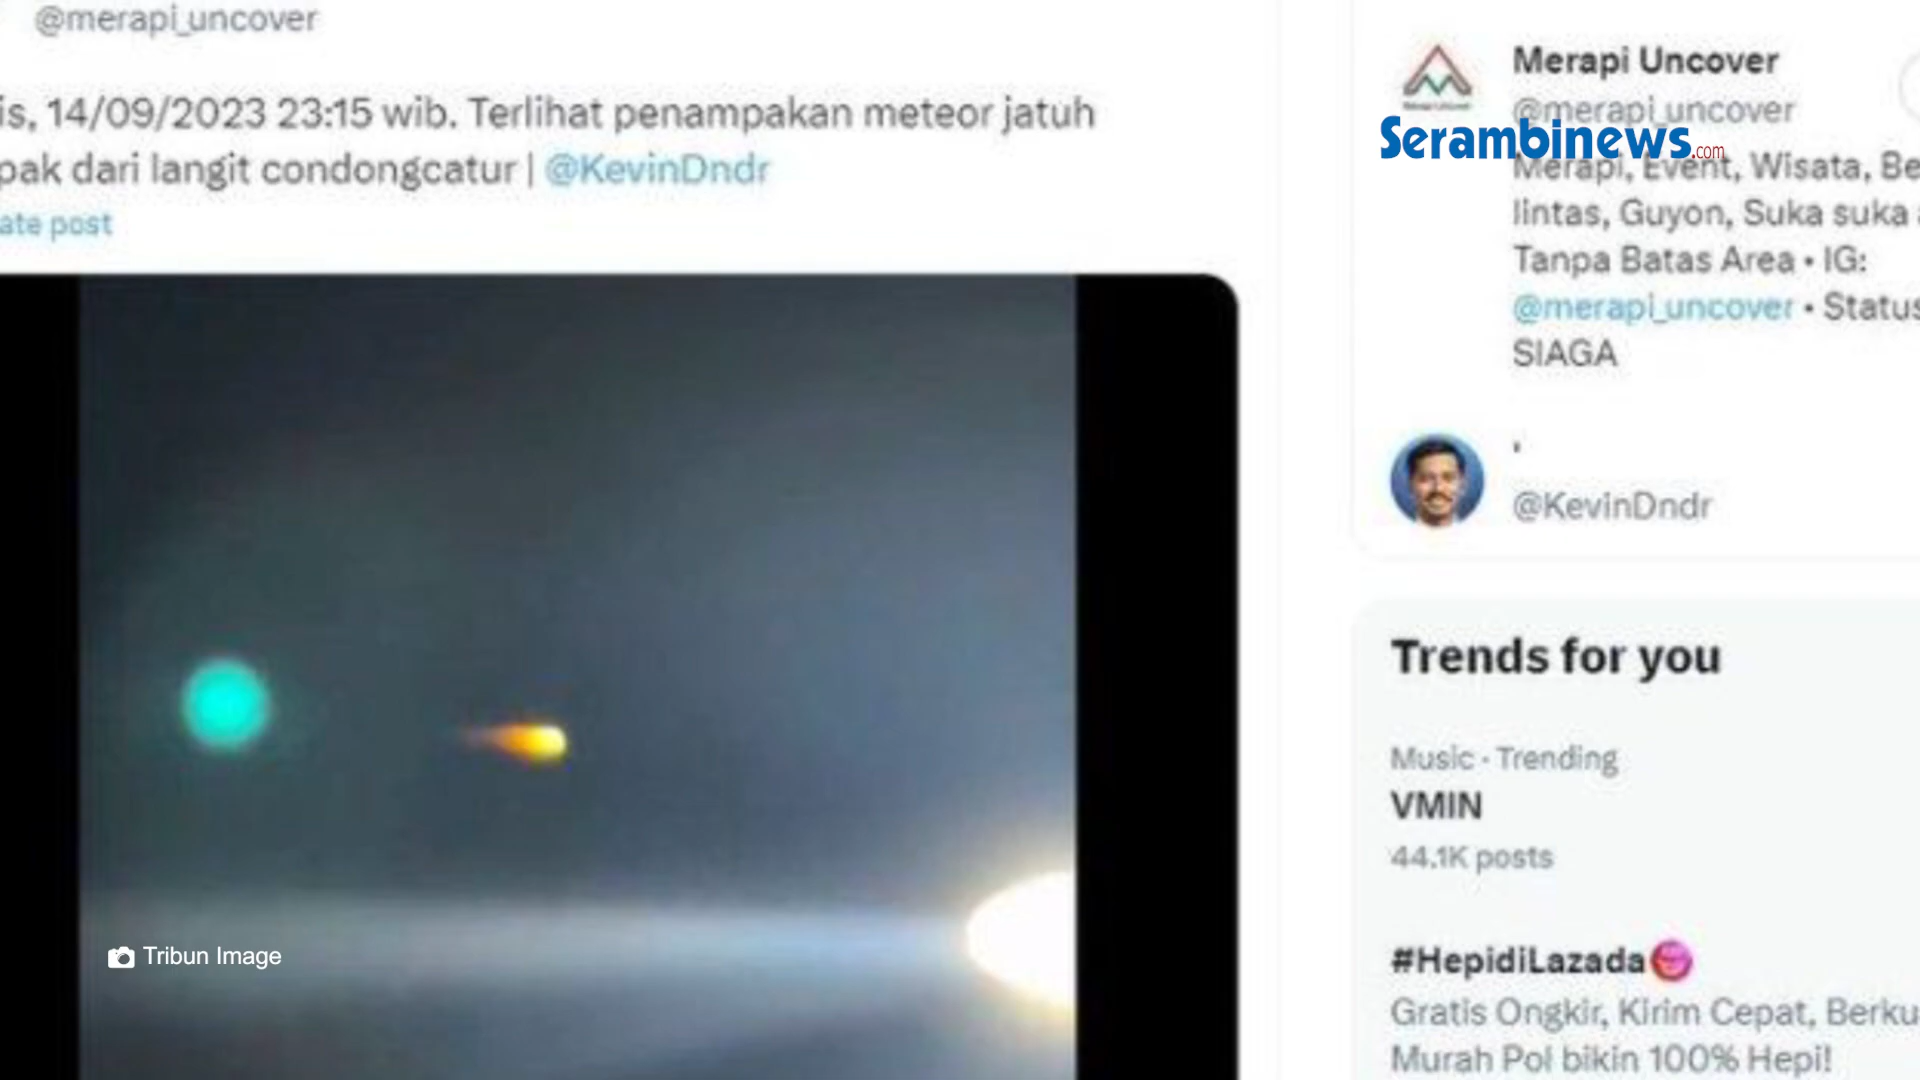 @merapi_uncover
is, 14/09/2023 23:15 wib. Terlihat penampakan meteor jatuh
pak dari langit condongcatur | @KevinDndr
ate post
Tribun Image
Merapi Uncover
@merapi_uncover
Serambinews.com
Merapi, Event, Wisata, Be
lintas, Guyon, Suka suka
Tanpa Batas Area • IG:
@merapi_uncover • Status
SIAGA
@KevinDndr
Trends for you
Music · Trending
VMIN
44.1K posts
#HepidiLazada
Gratis Ongkir, Kirim Cepat, Berku
Murah Pol bikin 100% Hepi!